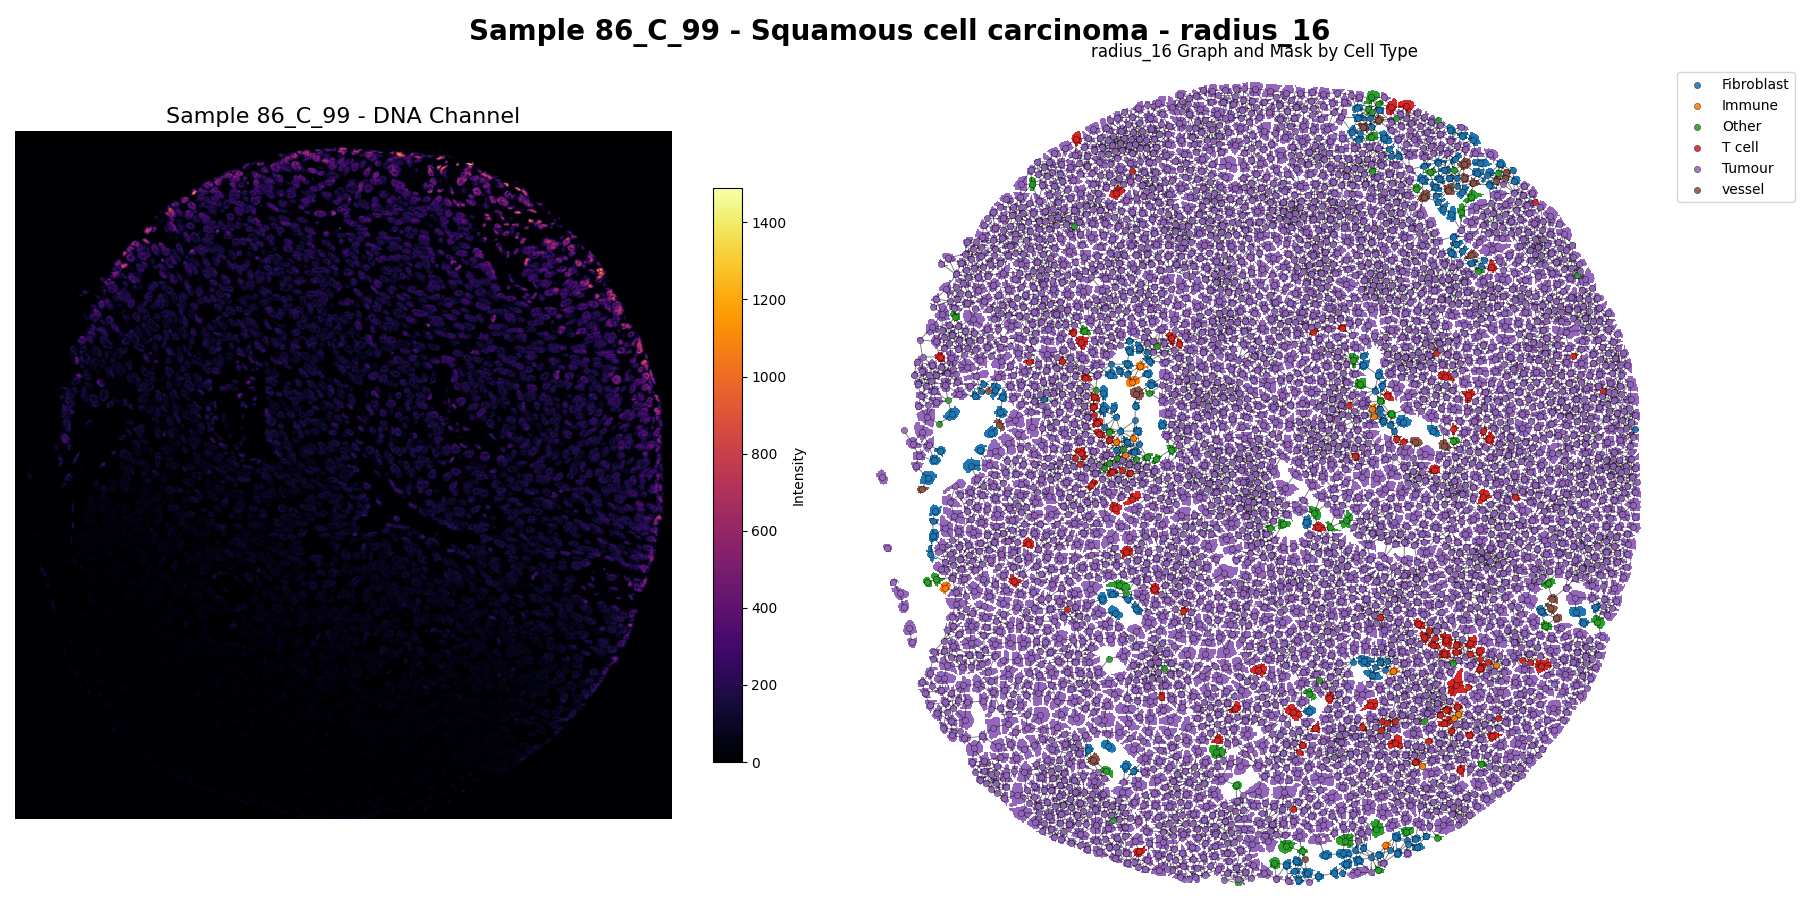 Sample 86_C_99 - Squamous cell carcinoma - radius_16
radius_16 Graph and Mask by Cell Type
Sample 86_C_99 - DNA Channel
Fibroblast
Immune
Other
T cell
Tumour
vessel
1400
1200
1000
800
600
400
200
0
Intensity